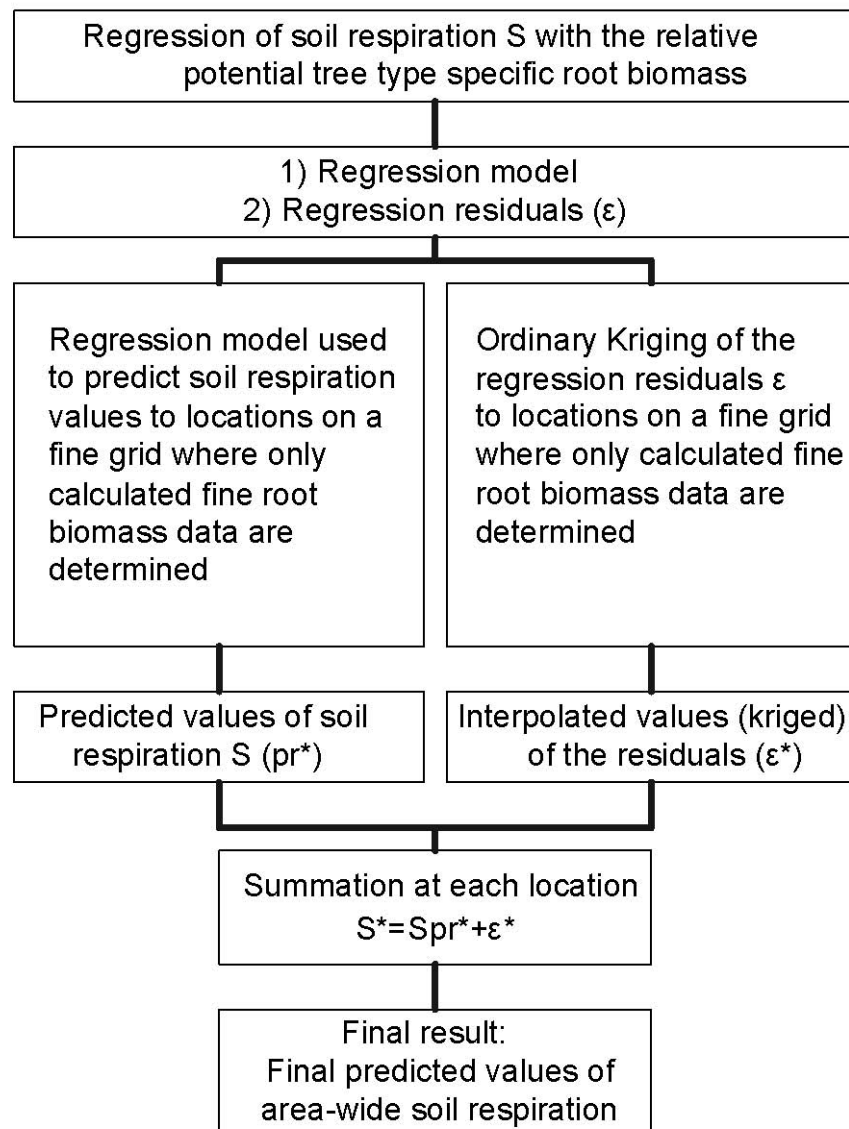 Regression of soil respiration S with the relative
potential tree type specific root biomass
1) Regression model
2) Regression residuals (ε)
Regression model used
to predict soil respiration
values to locations on a
fine grid where only
calculated fine root
biomass data are
determined
Ordinary Kriging of the
regression residuals ε
to locations on a fine grid
where only calculated fine
root biomass data are
determined
Predicted values of soil
respiration S (pr*)
Interpolated values (kriged)
of the residuals (ε*)
Summation at each location
S*=Spr*+ε*
Final result:
Final predicted values of
area-wide soil respiration